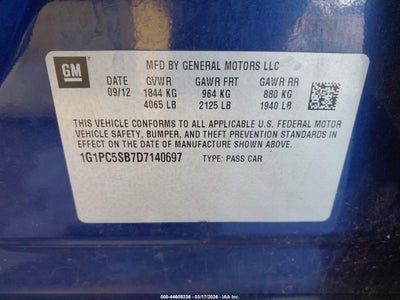 GM
MFD BY GENERAL MOTORS LLC
DATE GVWR GAWR FRT GAWR RR
09/12 1844 KG 964 KG 880 KG
4065 LB 2125 LB 1940 LB
THIS VEHICLE CONFORMS TO ALL APPLICABLE U.S. FEDERAL MOTOR
VEHICLE SAFETY, BUMPER, AND THEFT PREVENTION STANDARDS
IN EFFECT ON THE DATE OF MANUFACTURE SHOWN ABOVE.
1G1PC5SB7D7140697 TYPE: PASS CAR
000-44609236 - 03/17/2026 - IAA